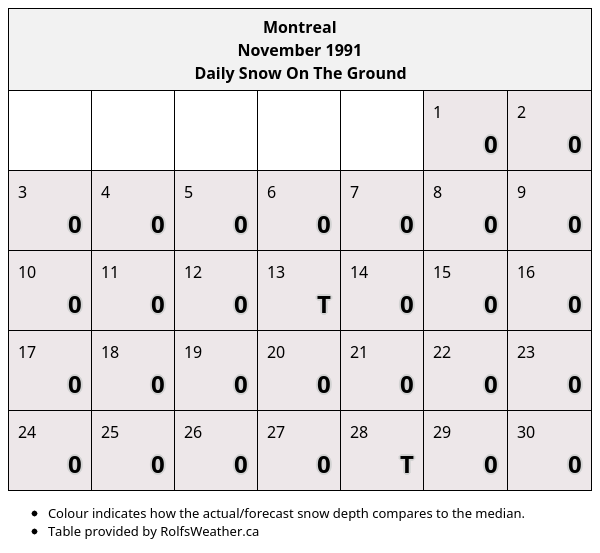 Montreal
November 1991
Daily Snow On The Ground
1 2
0 0
3 4 5 6 7 8 9
0 0 0 0 0 0 0
10 11 12 13 14 15 16
0 0 0 T 0 0 0
17 18 19 20 21 22 23
0 0 0 0 0 0 0
24 25 26 27 28 29 30
0 0 0 0 T 0 0
• Colour indicates how the actual/forecast snow depth compares to the median.
• Table provided by RolfsWeather.ca